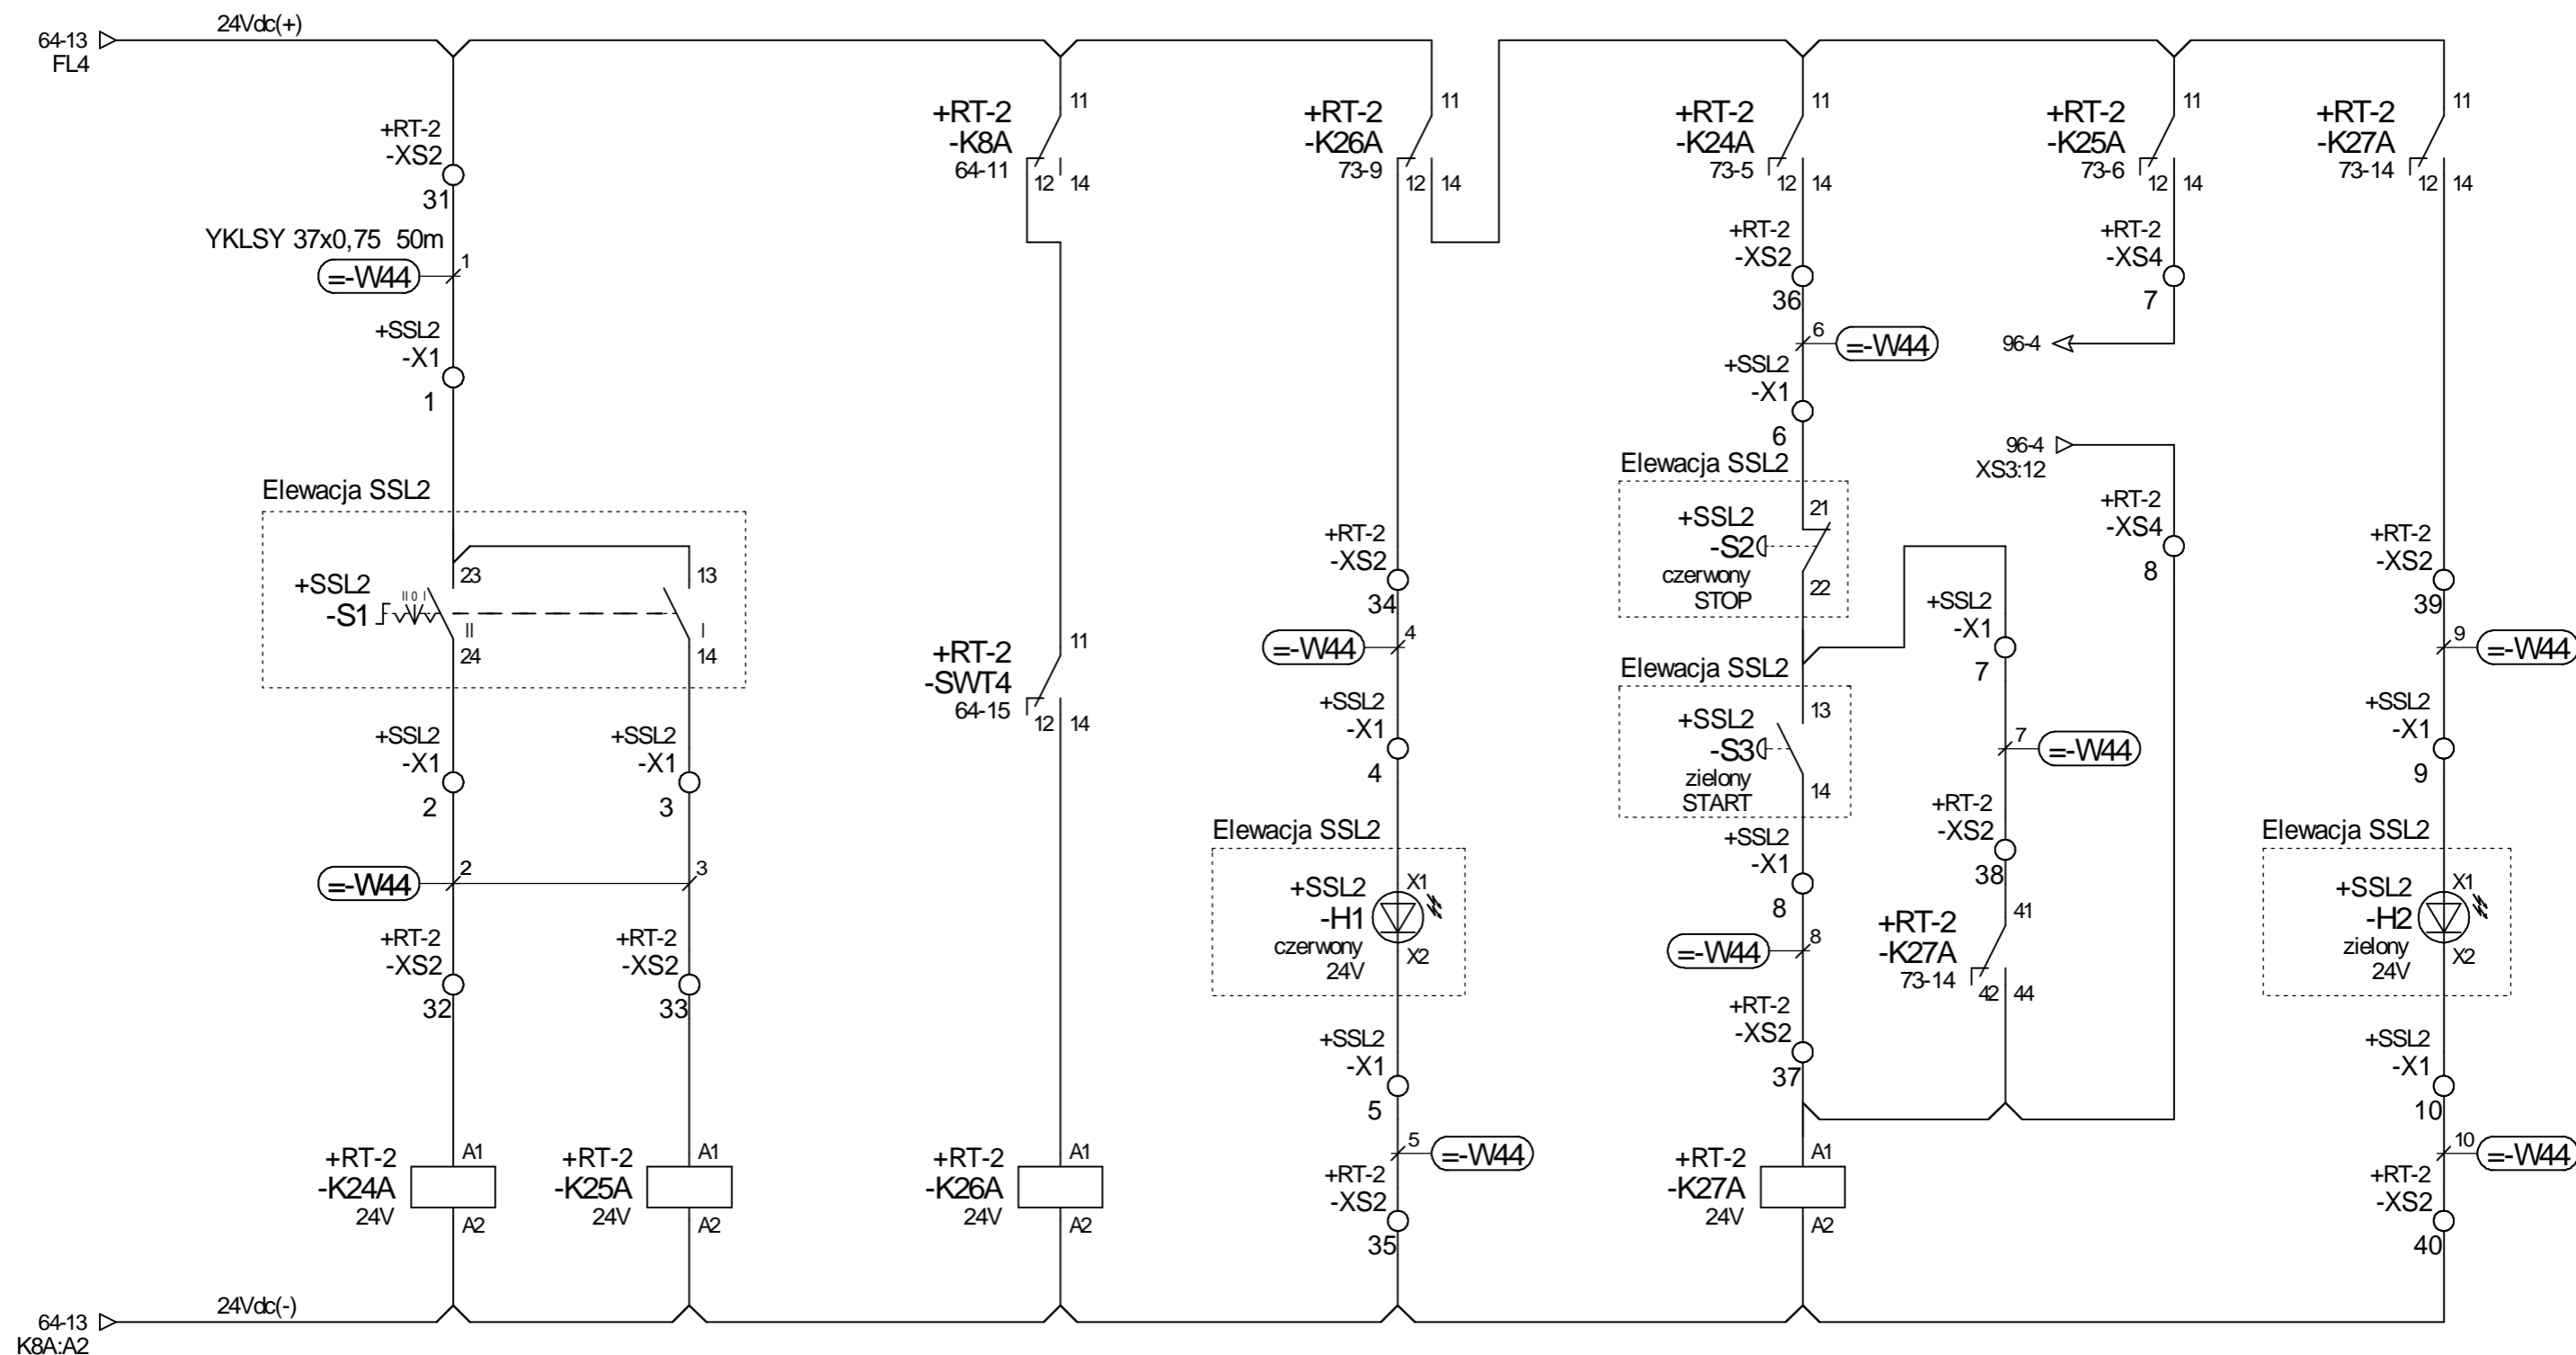 24Vdc(+)
64-13
FL4
+RT-2
-XS2
31
YKLSY 37x0,75 50m
=-W44
1
+SSL2
-X1
1
Elewacja SSL2
+SSL2
-S1
II 0 I
23
II
24
13
I
14
+SSL2
-X1
2
+SSL2
-X1
3
=-W44
2
3
+RT-2
-XS2
32
+RT-2
-XS2
33
+RT-2
-K24A
24V
A1
A2
+RT-2
-K25A
24V
A1
A2
+RT-2
-K8A
64-11
11
12
14
+RT-2
-SWT4
64-15
11
12
14
+RT-2
-K26A
24V
A1
A2
+RT-2
-K26A
73-9
11
12
14
+RT-2
-XS2
34
=-W44
4
+SSL2
-X1
4
Elewacja SSL2
+SSL2
-H1
czerwony
24V
X1
X2
+SSL2
-X1
5
5
=-W44
+RT-2
-XS2
35
+RT-2
-K24A
73-5
11
12
14
+RT-2
-XS2
36
6
=-W44
+SSL2
-X1
6
Elewacja SSL2
+SSL2
-S2
czerwony
STOP
21
22
Elewacja SSL2
+SSL2
-S3
zielony
START
13
14
+SSL2
-X1
8
=-W44
8
+RT-2
-XS2
37
+RT-2
-K27A
24V
A1
A2
+SSL2
-X1
7
7
=-W44
+RT-2
-XS2
38
+RT-2
-K27A
73-14
41
42
44
+RT-2
-K25A
73-6
11
12
14
+RT-2
-XS4
7
96-4
96-4
XS3:12
+RT-2
-XS4
8
+RT-2
-K27A
73-14
11
12
14
+RT-2
-XS2
39
9
=-W44
+SSL2
-X1
9
Elewacja SSL2
+SSL2
-H2
zielony
24V
X1
X2
+SSL2
-X1
10
10
=-W44
+RT-2
-XS2
40
24Vdc(-)
64-13
K8A:A2